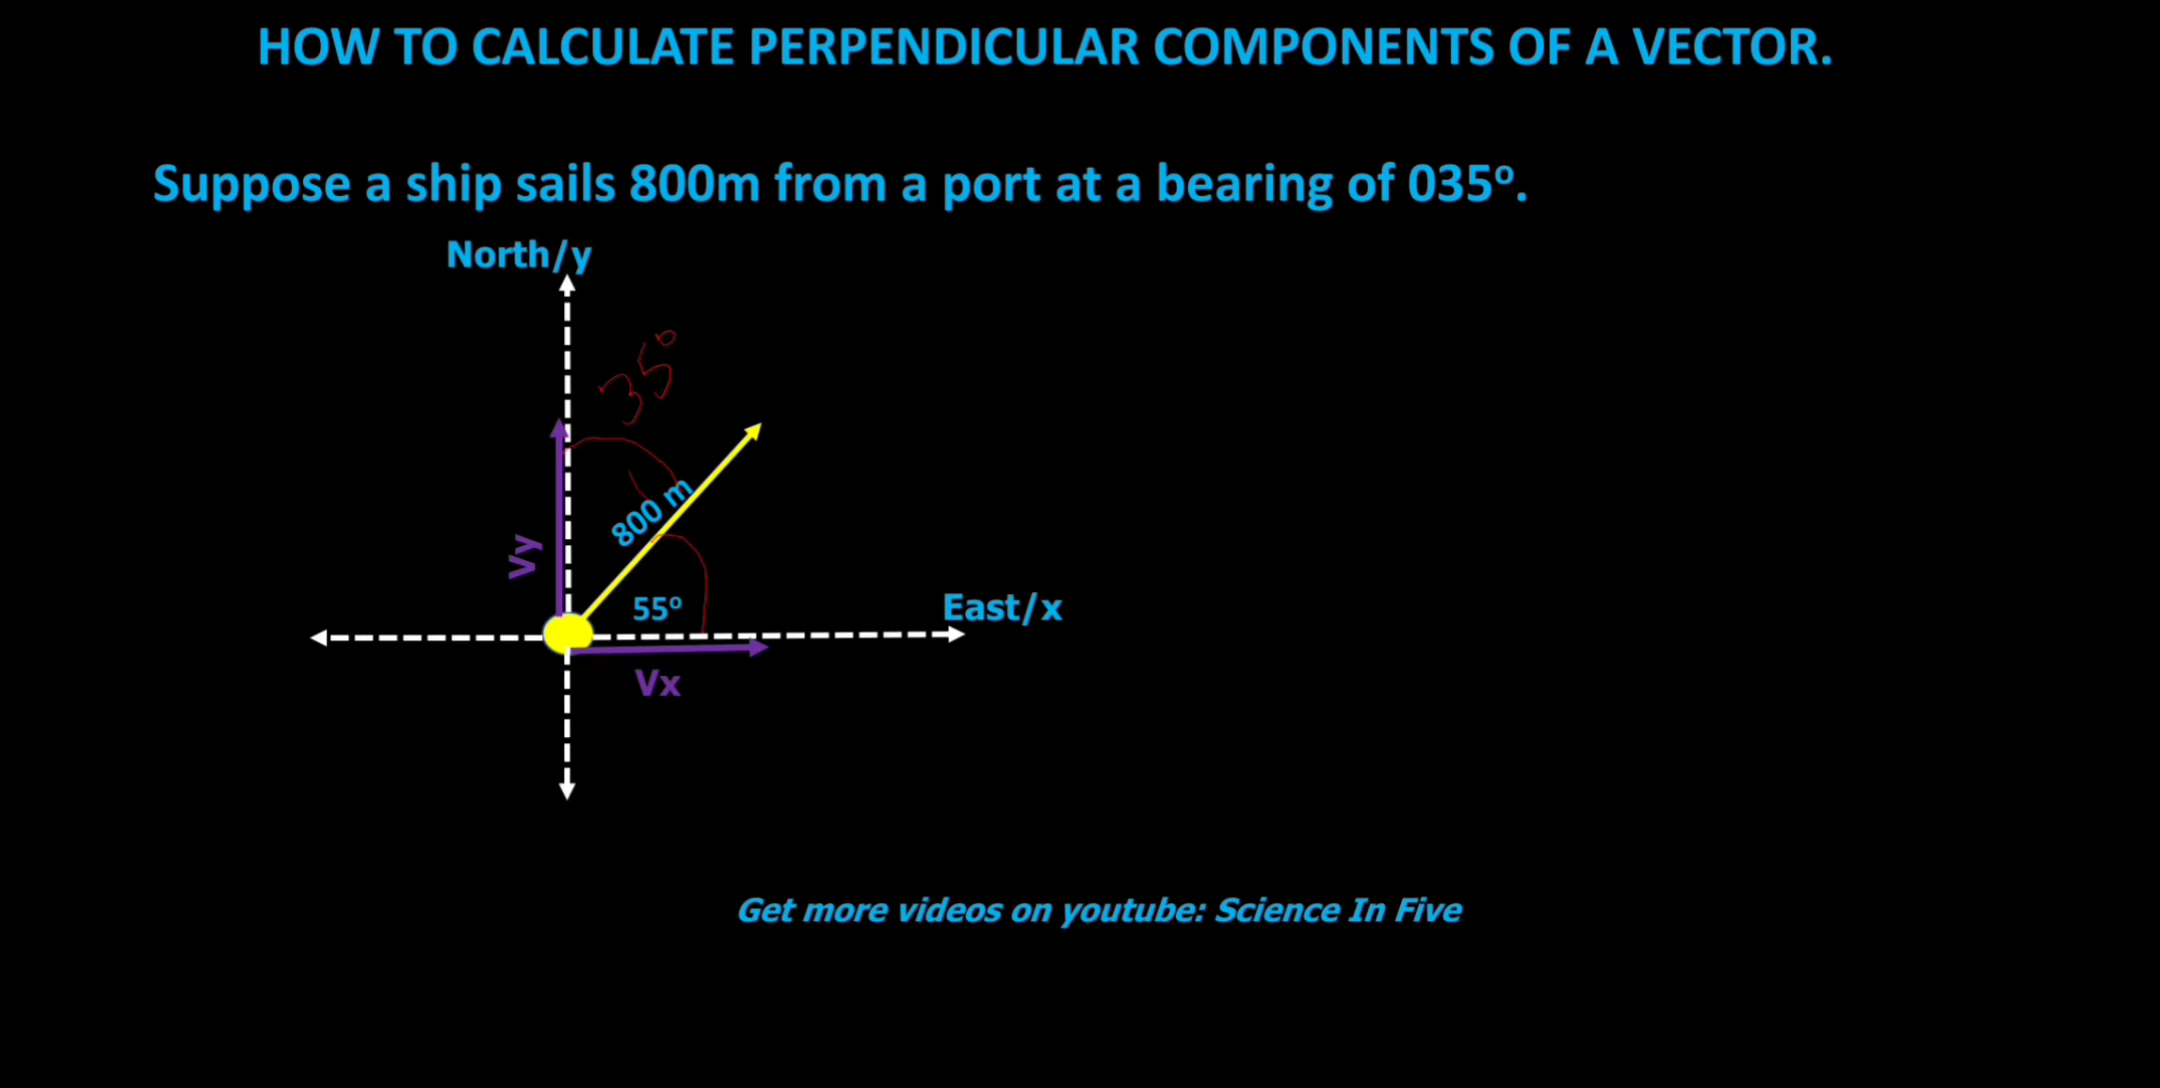 HOW TO CALCULATE PERPENDICULAR COMPONENTS OF A VECTOR.
Suppose a ship sails 800m from a port at a bearing of 035º.
North/y
35°
800 m
Vy
55º
East/x
Vx
Get more videos on youtube: Science In Five